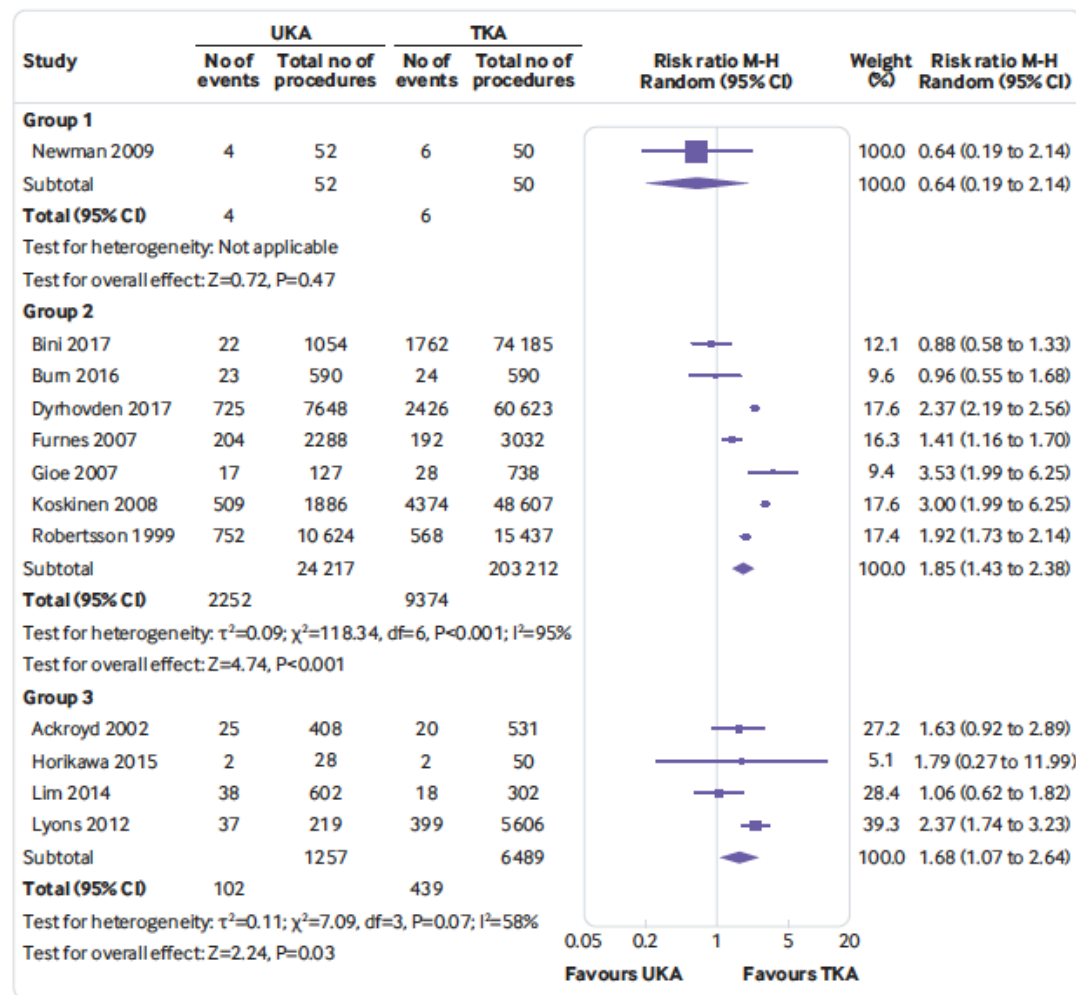 UKA TKA
Study No of events Total no of procedures No of events Total no of procedures Risk ratio M-H Random (95% CI) Weight (%) Risk ratio M-H Random (95% CI)
Group 1
Newman 2009 4 52 6 50 100.0 0.64 (0.19 to 2.14)
Subtotal 52 50 100.0 0.64 (0.19 to 2.14)
Total (95% CI) 4 6
Test for heterogeneity: Not applicable
Test for overall effect: Z=0.72, P=0.47
Group 2
Bini 2017 22 1054 1762 74 185 12.1 0.88 (0.58 to 1.33)
Burn 2016 23 590 24 590 9.6 0.96 (0.55 to 1.68)
Dyrhovden 2017 725 7648 2426 60 623 17.6 2.37 (2.19 to 2.56)
Furnes 2007 204 2288 192 3032 16.3 1.41 (1.16 to 1.70)
Gioe 2007 17 127 28 738 9.4 3.53 (1.99 to 6.25)
Koskinen 2008 509 1886 4374 48 607 17.6 3.00 (1.99 to 6.25)
Robertsson 1999 752 10 624 568 15 437 17.4 1.92 (1.73 to 2.14)
Subtotal 24 217 203 212 100.0 1.85 (1.43 to 2.38)
Total (95% CI) 2252 9374
Test for heterogeneity: τ²=0.09; χ²=118.34, df=6, P<0.001; I²=95%
Test for overall effect: Z=4.74, P<0.001
Group 3
Ackroyd 2002 25 408 20 531 27.2 1.63 (0.92 to 2.89)
Horikawa 2015 2 28 2 50 5.1 1.79 (0.27 to 11.99)
Lim 2014 38 602 18 302 28.4 1.06 (0.62 to 1.82)
Lyons 2012 37 219 399 5606 39.3 2.37 (1.74 to 3.23)
Subtotal 1257 6489 100.0 1.68 (1.07 to 2.64)
Total (95% CI) 102 439
Test for heterogeneity: τ²=0.11; χ²=7.09, df=3, P=0.07; I²=58%
Test for overall effect: Z=2.24, P=0.03
0.05 0.2 1 5 20
Favours UKA Favours TKA